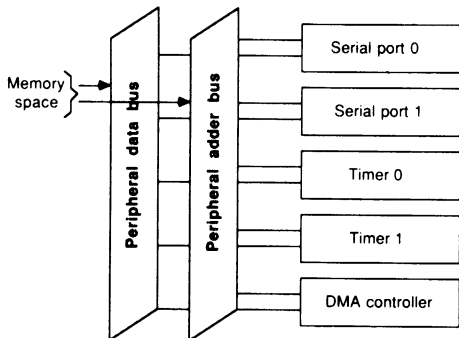 Memory
space
Peripheral data bus
Peripheral adder bus
Serial port 0
Serial port 1
Timer 0
Timer 1
DMA controller